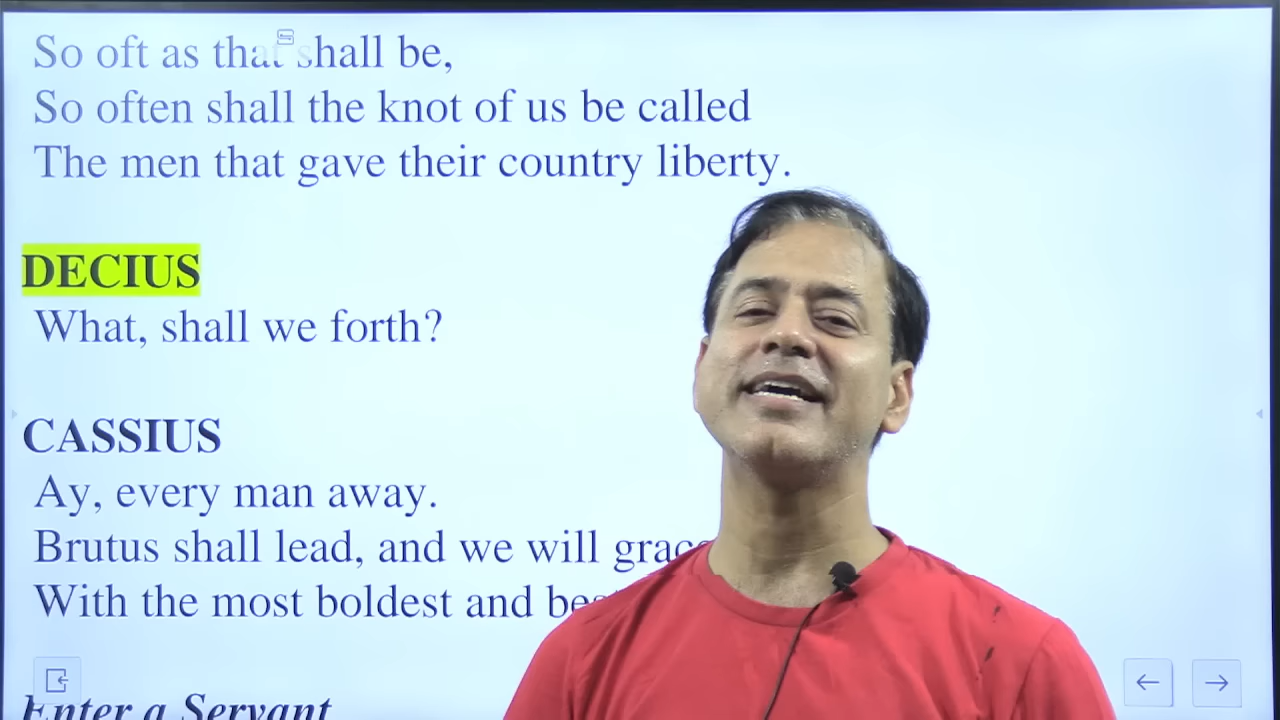 So oft as that shall be,
So often shall the knot of us be called
The men that gave their country liberty.
DECIUS
What, shall we forth?
CASSIUS
Ay, every man away.
Brutus shall lead, and we will grace
With the most boldest and
Enter a Servant